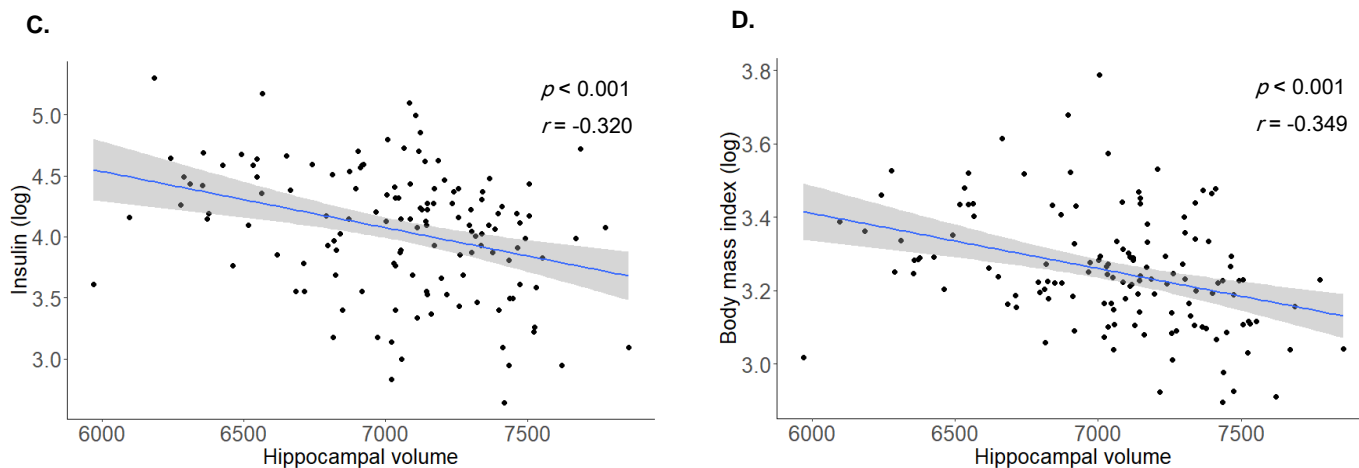 C.
p < 0.001
r = -0.320
Insulin (log)
5.0
4.5
4.0
3.5
3.0
6000 6500 7000 7500
Hippocampal volume
D.
p < 0.001
r = -0.349
Body mass index (log)
3.8
3.6
3.4
3.2
3.0
6000 6500 7000 7500
Hippocampal volume